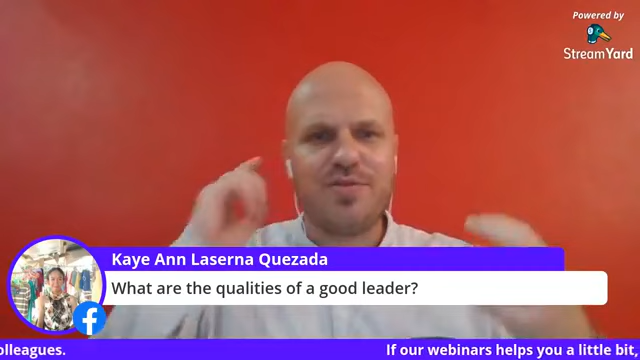 Powered by
StreamYard
Kaye Ann Laserna Quezada
What are the qualities of a good leader?
olleagues.
If our webinars helps you a little bit,